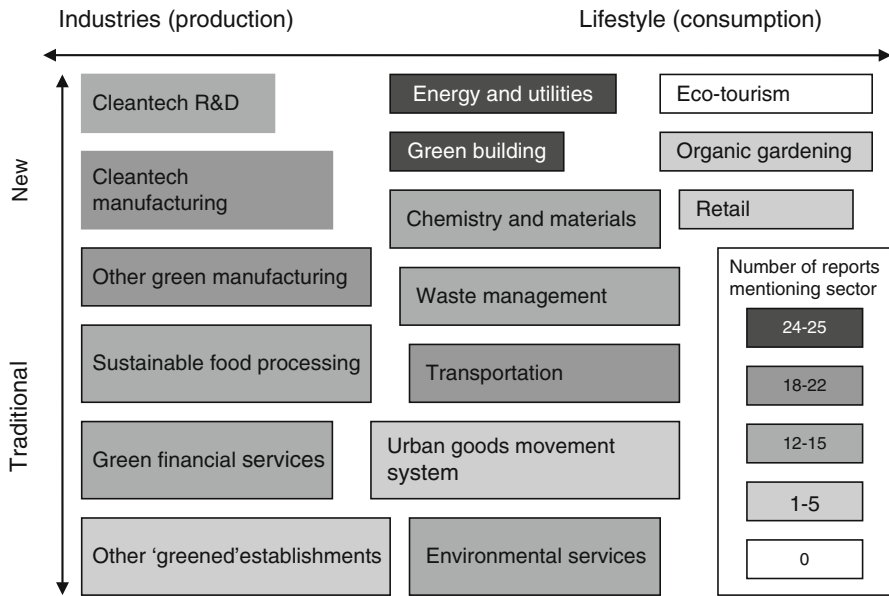 Industries (production)
Lifestyle (consumption)
New
Traditional
Cleantech R&D
Cleantech
manufacturing
Other green manufacturing
Sustainable food processing
Green financial services
Other ‘greened’establishments
Energy and utilities
Green building
Chemistry and materials
Waste management
Transportation
Urban goods movement
system
Environmental services
Eco-tourism
Organic gardening
Retail
Number of reports
mentioning sector
24-25
18-22
12-15
1-5
0